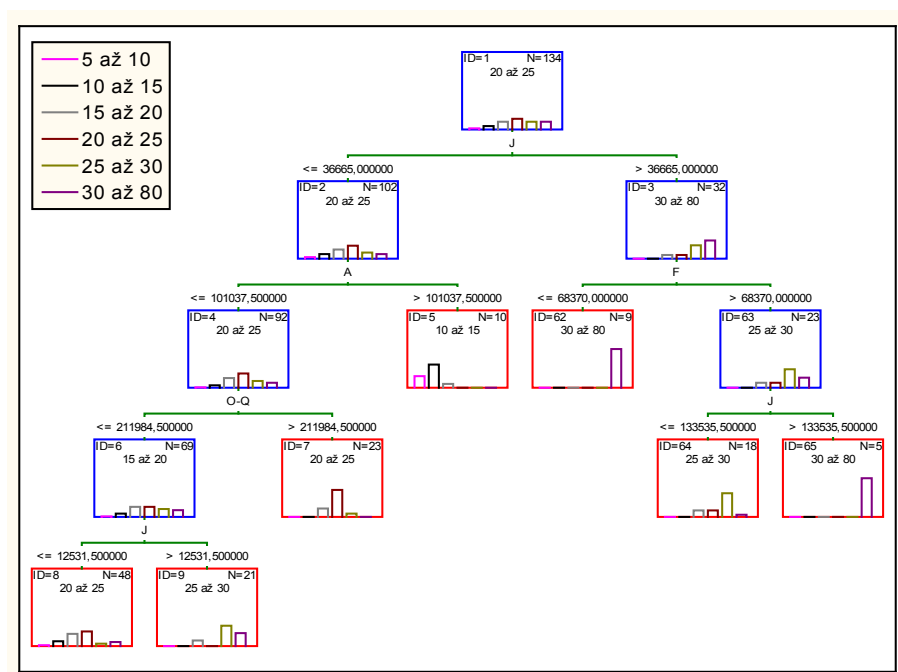 5 až 10
10 až 15
15 až 20
20 až 25
25 až 30
30 až 80
ID=1 N=134
20 až 25
J
<= 36665,000000 > 36665,000000
ID=2 N=102 ID=3 N=32
20 až 25 30 až 80
A F
<= 101037,500000 > 101037,500000 <= 68370,000000 > 68370,000000
ID=4 N=92 ID=5 N=10 ID=62 N=9 ID=63 N=23
20 až 25 10 až 15 30 až 80 25 až 30
O-Q J
<= 211984,500000 > 211984,500000 <= 133535,500000 > 133535,500000
ID=6 N=69 ID=7 N=23 ID=64 N=18 ID=65 N=5
15 až 20 20 až 25 25 až 30 30 až 80
J
<= 12531,500000 > 12531,500000
ID=8 N=48 ID=9 N=21
20 až 25 25 až 30